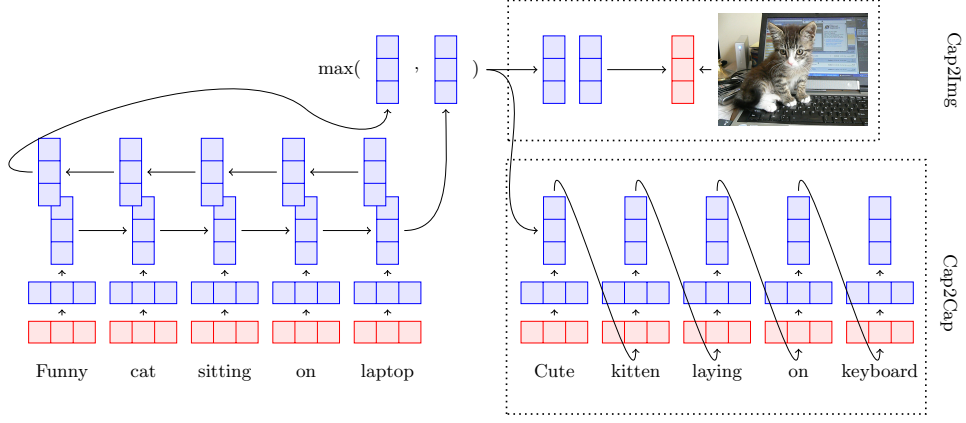 max( , )
Cap2Img
Funny cat sitting on laptop
Cute kitten laying on keyboard
Cap2Cap